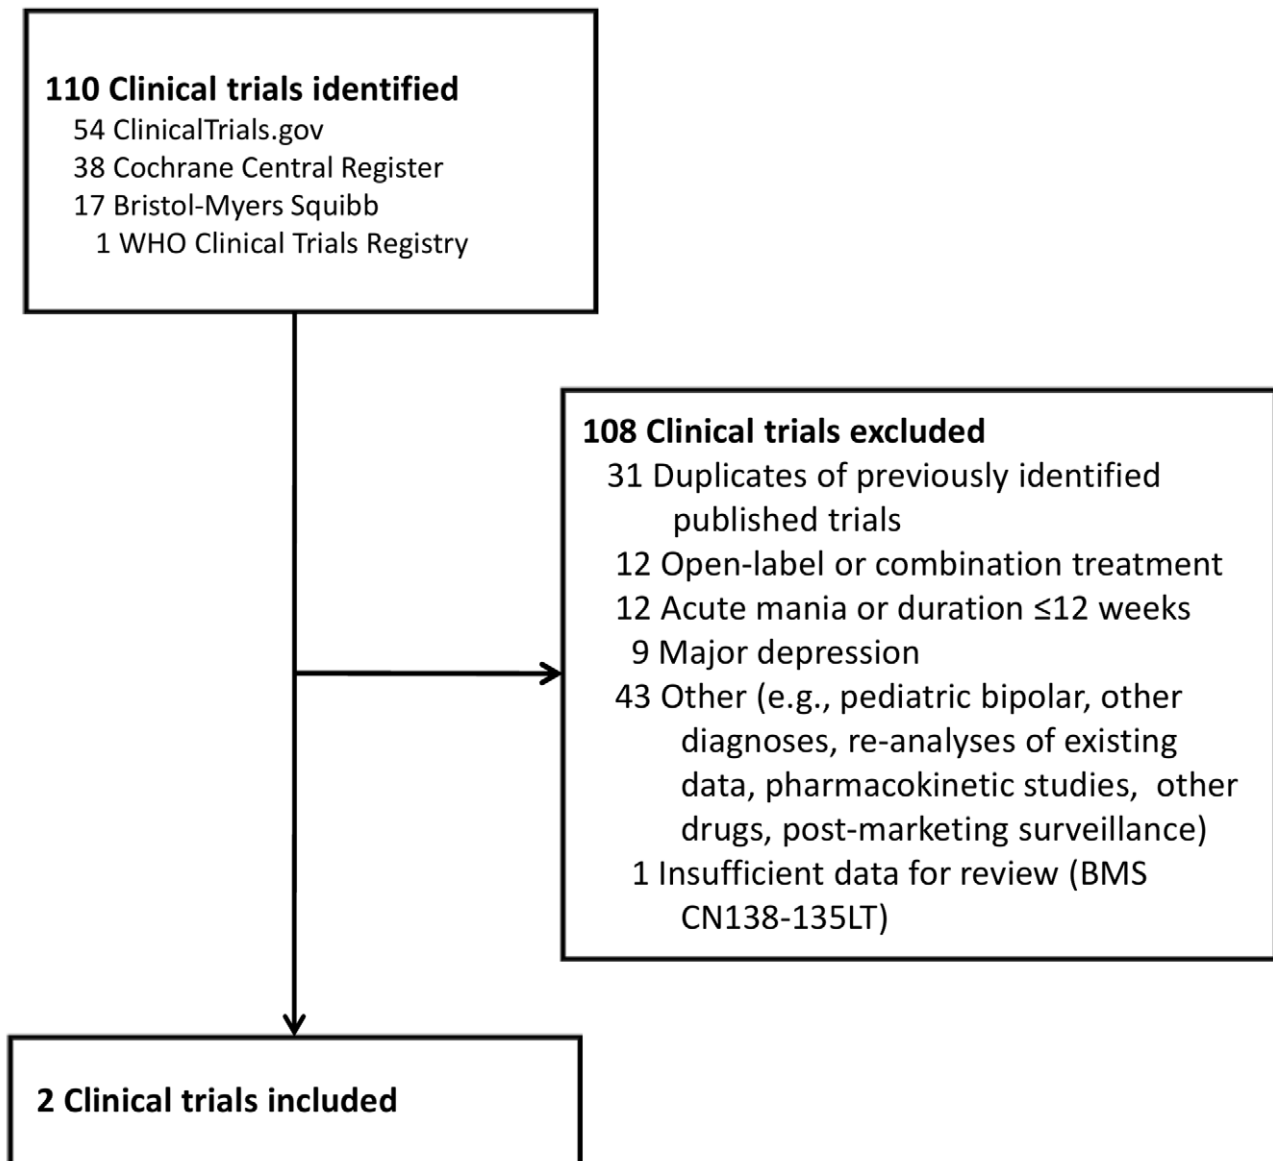 110 Clinical trials identified
54 ClinicalTrials.gov
38 Cochrane Central Register
17 Bristol-Myers Squibb
1 WHO Clinical Trials Registry
108 Clinical trials excluded
31 Duplicates of previously identified
published trials
12 Open-label or combination treatment
12 Acute mania or duration ≤12 weeks
9 Major depression
43 Other (e.g., pediatric bipolar, other
diagnoses, re-analyses of existing
data, pharmacokinetic studies, other
drugs, post-marketing surveillance)
1 Insufficient data for review (BMS
CN138-135LT)
2 Clinical trials included